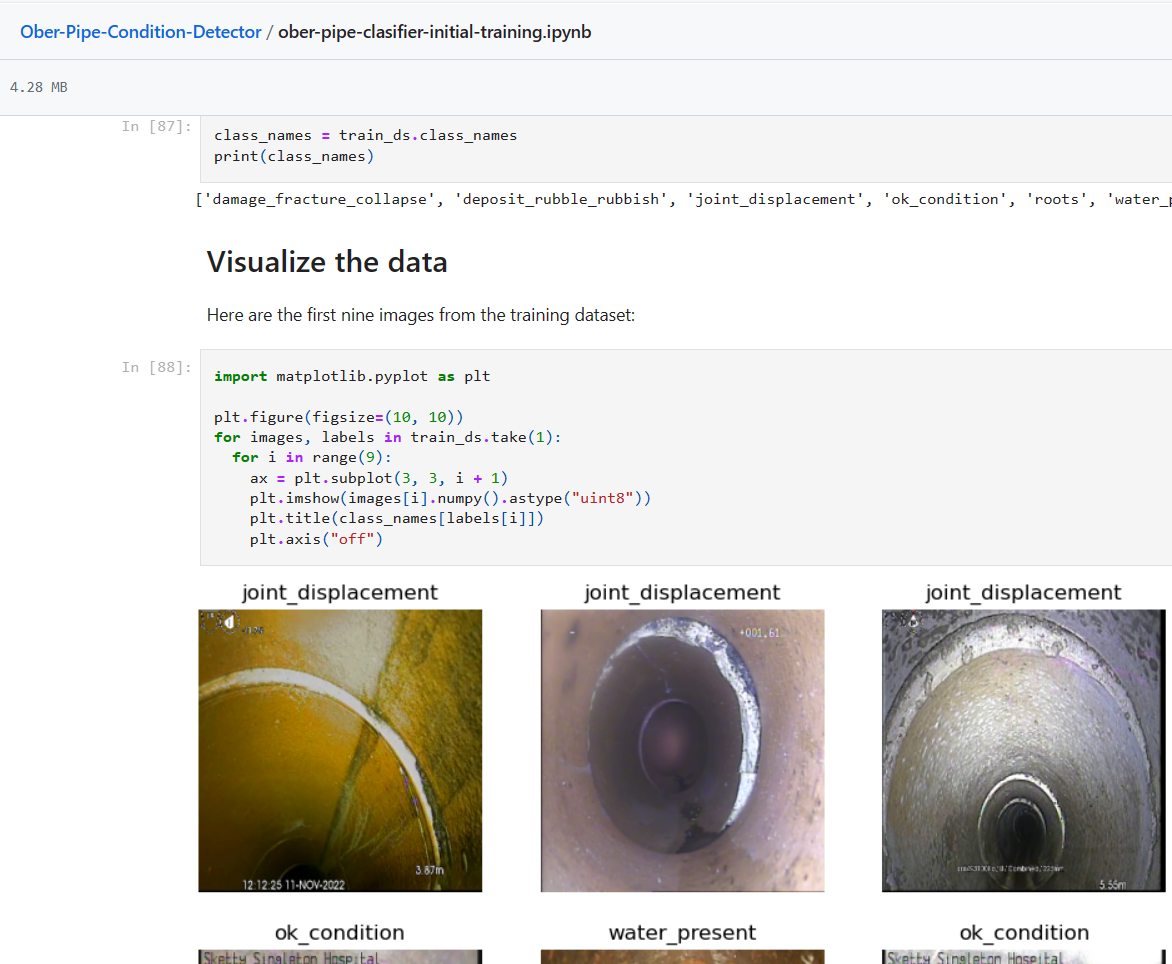 Ober-Pipe-Condition-Detector / ober-pipe-clasifier-initial-training.ipynb
4.28 MB
In [87]:
class_names = train_ds.class_names
print(class_names)
['damage_fracture_collapse', 'deposit_rubble_rubbish', 'joint_displacement', 'ok_condition', 'roots', 'water_p
Visualize the data
Here are the first nine images from the training dataset:
In [88]:
import matplotlib.pyplot as plt
plt.figure(figsize=(10, 10))
for images, labels in train_ds.take(1):
for i in range(9):
ax = plt.subplot(3, 3, i + 1)
plt.imshow(images[i].numpy().astype("uint8"))
plt.title(class_names[labels[i]])
plt.axis("off")
joint_displacement joint_displacement joint_displacement
+001.61
3.87m
12:12:25 11-NOV-2022
5.55m
ok_condition water_present ok_condition
Sketty Singleton Hospital Sketty Singleton Hospital